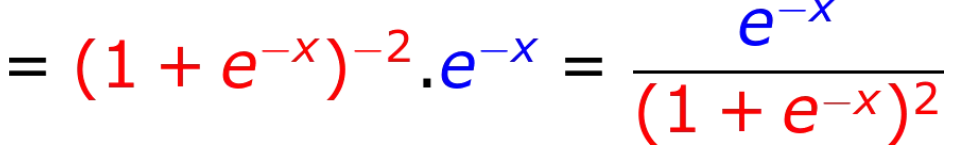 = (1 + e⁻ˣ)⁻² . e⁻ˣ = e⁻ˣ / (1 + e⁻ˣ)²